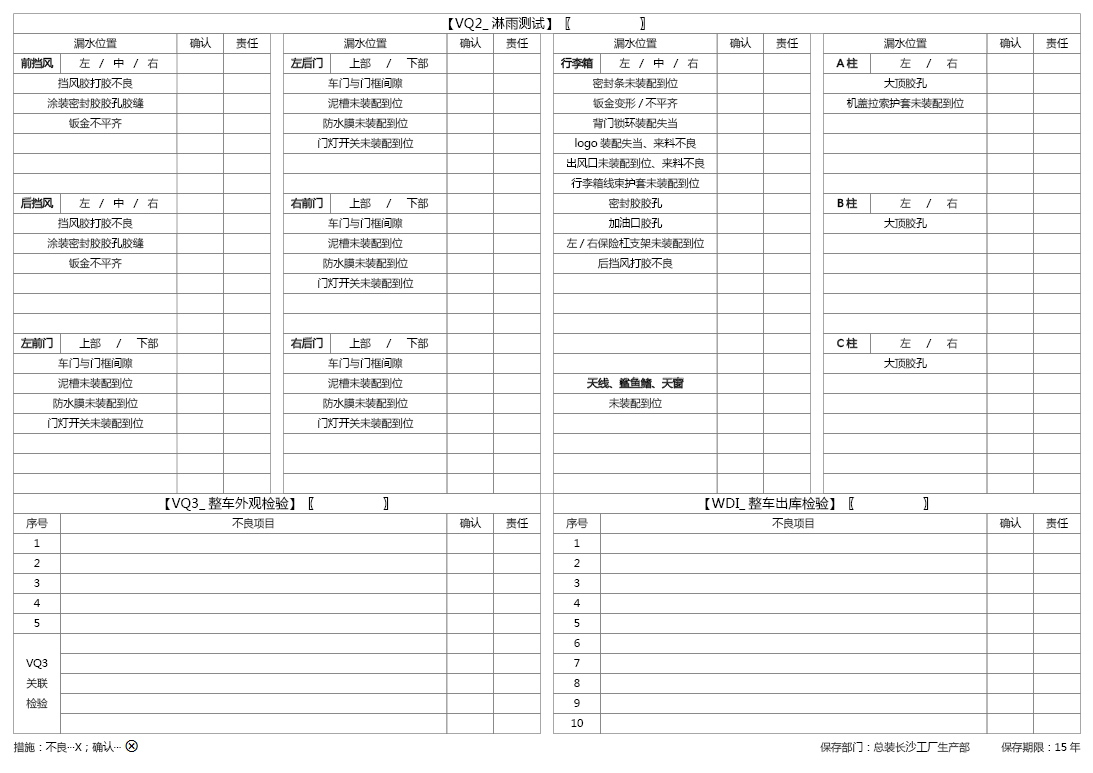 【VQ2_ 淋雨测试】〖 〗
漏水位置 确认 责任 漏水位置 确认 责任 漏水位置 确认 责任 漏水位置 确认 责任
前挡风 左 / 中 / 右 左后门 上部 / 下部 行李箱 左 / 中 / 右 A 柱 左 / 右
挡风胶打胶不良 车门与门框间隙 密封条未装配到位 大顶胶孔
涂装密封胶胶孔胶缝 泥槽未装配到位 钣金变形 / 不平齐 机盖拉索护套未装配到位
钣金不平齐 防水膜未装配到位 背门锁环装配失当
门灯开关未装配到位 logo 装配失当、来料不良
出风口未装配到位、来料不良
行李箱线束护套未装配到位
后挡风 左 / 中 / 右 右前门 上部 / 下部 密封胶胶孔 B 柱 左 / 右
挡风胶打胶不良 车门与门框间隙 加油口胶孔 大顶胶孔
涂装密封胶胶孔胶缝 泥槽未装配到位 左 / 右保险杠支架未装配到位
钣金不平齐 防水膜未装配到位 后挡风打胶不良
门灯开关未装配到位
左前门 上部 / 下部 右后门 上部 / 下部 C 柱 左 / 右
车门与门框间隙 车门与门框间隙 大顶胶孔
泥槽未装配到位 泥槽未装配到位 天线、鲨鱼鳍、天窗
防水膜未装配到位 防水膜未装配到位 未装配到位
门灯开关未装配到位 门灯开关未装配到位
【VQ3_ 整车外观检验】〖 〗 【WDI_ 整车出库检验】〖 〗
序号 不良项目 确认 责任 序号 不良项目 确认 责任
1 1
2 2
3 3
4 4
5 5
6
VQ3 7
关联 8
检验 9
10
措施：不良···X；确认··· ⊗ 保存部门：总装长沙工厂生产部 保存期限：15 年